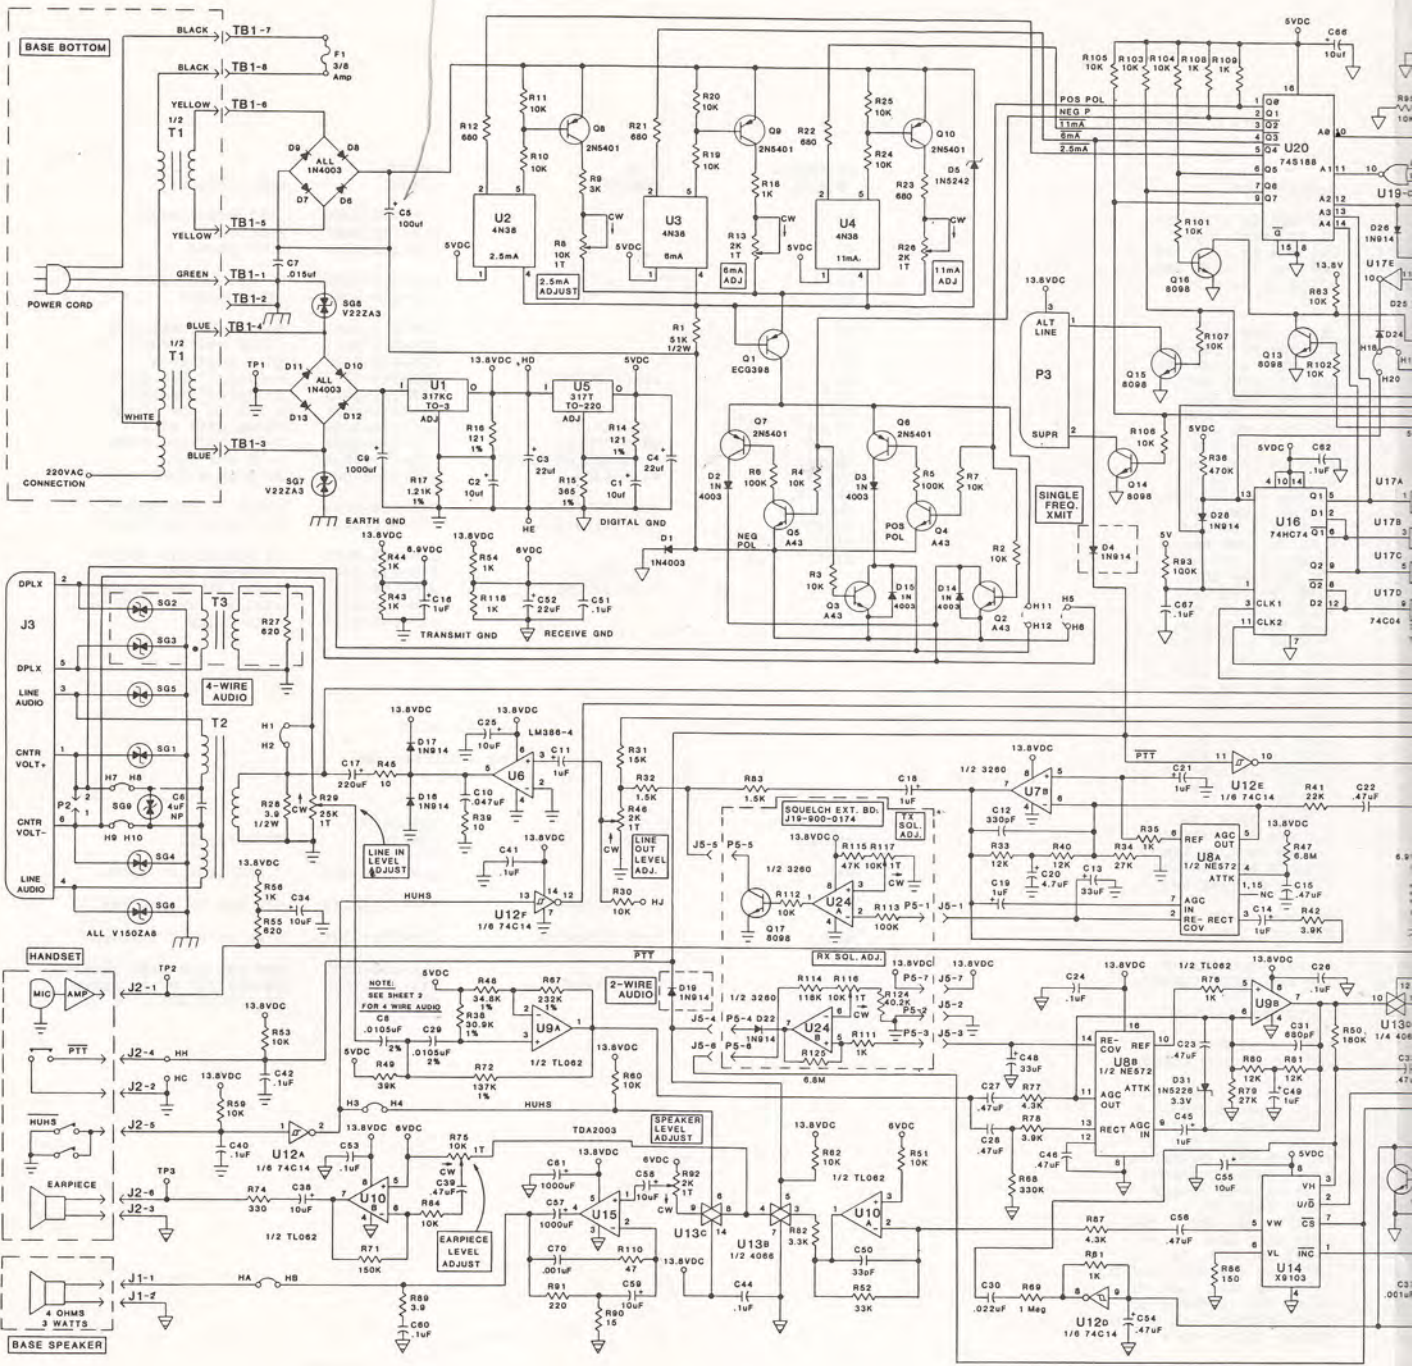 BASE BOTTOM
BLACK TB1-7
F1
3/8
Amp
BLACK TB1-8
YELLOW TB1-6
1/2
T1
YELLOW TB1-5
GREEN TB1-1
TB1-2
BLUE TB1-4
1/2
T1
WHITE
BLUE TB1-3
POWER CORD
220VAC
CONNECTION
D9
D8
ALL
1N4003
D7
D6
C5
100uf
C7
.015uf
SG8
V22ZA3
TP1
D11
D10
ALL
1N4003
D13
D12
SG7
V22ZA3
EARTH GND
C9
1000uf
13.8VDC
HD
5VDC
U1
317KC
TO-3
ADJ
I
O
U5
317T
TO-220
ADJ
I
O
R16
121
1%
R17
1.21K
1%
C2
10uf
C3
22uf
HE
R14
121
1%
R15
365
1%
C1
10uf
C4
22uf
DIGITAL GND
R12
680
R11
10K
R10
10K
Q8
2N5401
R9
3K
U2
4N38
2.5mA
5VDC
R8
10K
1T
CW
2.5mA
ADJUST
R21
680
R20
10K
R19
10K
Q9
2N5401
R18
1K
U3
4N38
6mA
5VDC
R13
2K
1T
CW
6mA
ADJ
R22
680
R25
10K
R24
10K
Q10
2N5401
R23
680
U4
4N38
11mA.
5VDC
R26
2K
1T
CW
11mA
ADJ
D5
1N5242
R1
51K
1/2W
Q1
ECG398
Q7
2N5401
D2
1N
4003
R6
100K
R4
10K
Q5
A43
NEG
POL
Q6
2N5401
D3
1N
4003
R5
100K
R7
10K
POS
POL
Q4
A43
D1
1N4003
R3
10K
Q3
A43
D15
1N
4003
D14
1N
4003
Q2
A43
R2
10K
H11
H12
H5
H6
SINGLE
FREQ.
XMIT
D4
1N914
13.8VDC
ALT
LINE
P3
SUPR
3
1
2
Q15
8098
R107
10K
R106
10K
Q14
8098
R105
10K
R103
10K
R104
10K
R108
1K
R109
1K
5VDC
C66
10uf
POS POL
NEG P
11mA
6mA
2.5mA
U20
74S188
Q0
Q1
Q2
Q3
Q4
Q5
Q6
Q7
A0
A1
A2
A3
A4
G
R101
10K
Q16
8098
Q13
8098
R102
10K
13.8V
R63
10K
D26
1N914
U17E
D25
D24
H18
H20
5VDC
R36
470K
D28
1N914
5V
R93
100K
C67
.1uF
5VDC
C62
.1uF
U16
74HC74
Q1
D1
Q1
Q2
Q2
D2
CLK1
CLK2
U17A
U17B
U17C
U17D
74C04
13.8VDC
R44
1K
R43
1K
6.9VDC
C16
1uF
TRANSMIT GND
13.8VDC
R54
1K
R118
1K
6VDC
C52
22uF
C51
.1uF
RECEIVE GND
J3
DPLX
2
SG2
SG3
DPLX
5
LINE
AUDIO
3
SG5
CNTR
VOLT+
1
SG1
H7
H8
P2
SG9
C6
4uF
NP
CNTR
VOLT-
6
H9
H10
SG4
LINE
AUDIO
4
SG6
ALL V150ZA8
T3
R27
620
4-WIRE
AUDIO
T2
H1
H2
R28
3.9
1/2W
CW
R29
25K
1T
C17
220uF
R45
10
LINE IN
LEVEL
ADJUST
13.8VDC
R56
1K
C34
10uF
R55
620
13.8VDC
D17
1N914
D16
1N914
C25
10uF
13.8VDC
LM386-4
U6
C10
.047uF
R39
10
C11
1uF
C41
.1uF
13.8VDC
U12F
1/6 74C14
HUHS
R31
15K
R32
1.5K
R46
2K
1T
CW
LINE
OUT
LEVEL
ADJ.
R30
10K
HJ
R83
1.5K
SQUELCH EXT. BD:
J19-900-0174
TX
SQL.
ADJ.
J5-5
P5-5
13.8VDC
1/2 3260
R115
47K
R117
10K
1T
CW
R112
10K
Q17
8098
U24
A
R113
100K
P5-1
J5-1
C18
1uF
13.8VDC
1/2 3260
U7B
C12
330pF
R33
12K
R40
12K
C19
1uF
C20
4.7uF
C13
33uF
R34
27K
R35
1K
C21
1uF
PTT
U12E
1/6 74C14
R41
22K
C22
.47uF
REF
AGC
OUT
U8A
1/2 NE572
ATTK
AGC
IN
RE-
COV
RECT
13.8VDC
R47
6.8M
C15
.47uF
1,15
NC
C14
1uF
R42
3.9K
HANDSET
MIC
AMP
J2-1
TP2
PTT
J2-4
HH
J2-2
HC
HUHS
J2-5
EARPIECE
TP3
J2-6
J2-3
J1-1
J1-2
4 OHMS
3 WATTS
BASE SPEAKER
13.8VDC
R53
10K
C42
.1uF
13.8VDC
R59
10K
C40
.1uF
U12A
1/6 74C14
R74
330
C38
10uF
HA
HB
NOTE:
SEE SHEET 2
FOR 4 WIRE AUDIO
C8
.0105uF
2%
5VDC
R48
34.8K
1%
R38
30.9K
1%
C29
.0105uF
2%
5VDC
R49
39K
R67
232K
1%
U9A
1/2 TL062
R72
137K
1%
H3
H4
HUHS
R60
10K
13.8VDC
PTT
2-WIRE
AUDIO
D19
1N914
13.8VDC
C53
.1uF
6VDC
R75
10K
1T
CW
C39
.47uF
R84
10K
U10
B
1/2 TL062
R71
150K
EARPIECE
LEVEL
ADJUST
R89
3.9
C60
.1uF
TDA2003
C61
1000uF
13.8VDC
C57
1000uF
U15
C58
10uF
C70
.001uF
R110
47
R91
220
C59
10uF
R90
15
SPEAKER
LEVEL
ADJUST
6VDC
R92
2K
1T
CW
U13C
U13B
1/2 4066
13.8VDC
C44
.1uF
13.8VDC
R62
10K
6VDC
R51
10K
1/2 TL062
U10
A
R82
3.3K
C50
33pF
R52
33K
RX SQL. ADJ.
13.8VDC
P5-7
J5-7
13.8VDC
R114
118K
R116
10K
1T
CW
R124
40.2K
P5-2
J5-2
1/2 3260
J5-4
P5-4
D22
1N914
U24
B
J5-6
P5-6
R125
6.8M
R111
1K
P5-3
J5-3
C24
.1uF
13.8VDC
C48
33uF
C27
.47uF
R77
4.3K
C28
.47uF
R78
3.9K
R68
330K
C46
.47uF
RE-
COV
REF
U8B
1/2 NE572
ATTK
AGC
OUT
RECT
AGC
IN
R76
1K
1/2 TL062
13.8VDC
U9B
C26
.1uF
C23
.47uF
D31
1N5226
3.3V
C45
1uF
C31
680pF
R80
12K
R81
12K
R79
27K
C49
1uF
R50
180K
R87
4.3K
C56
.47uF
C55
10uF
5VDC
VH
U/D
CS
VW
VL
INC
U14
X9103
R66
150
C30
.022uF
R69
1 Meg
R61
1K
U12D
1/6 74C14
C54
.47uF